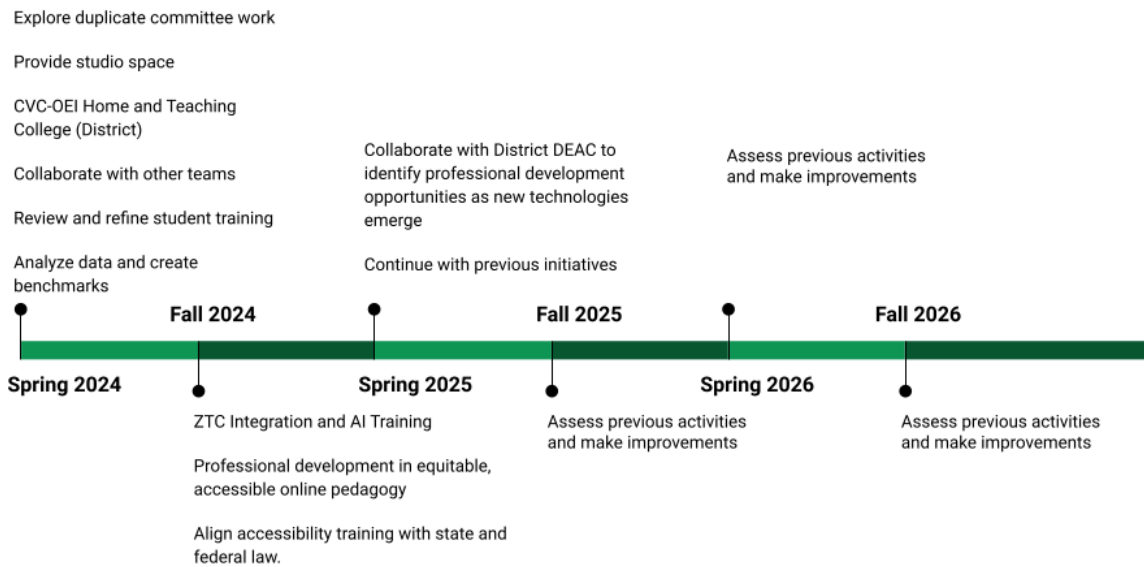 Explore duplicate committee work
Provide studio space
CVC-OEI Home and Teaching
College (District)
Collaborate with other teams
Review and refine student training
Analyze data and create
benchmarks
Collaborate with District DEAC to
identify professional development
opportunities as new technologies
emerge
Continue with previous initiatives
Assess previous activities
and make improvements
Fall 2024
Fall 2025
Fall 2026
Spring 2024
Spring 2025
Spring 2026
ZTC Integration and AI Training
Professional development in equitable,
accessible online pedagogy
Align accessibility training with state and
federal law.
Assess previous activities
and make improvements
Assess previous activities
and make improvements